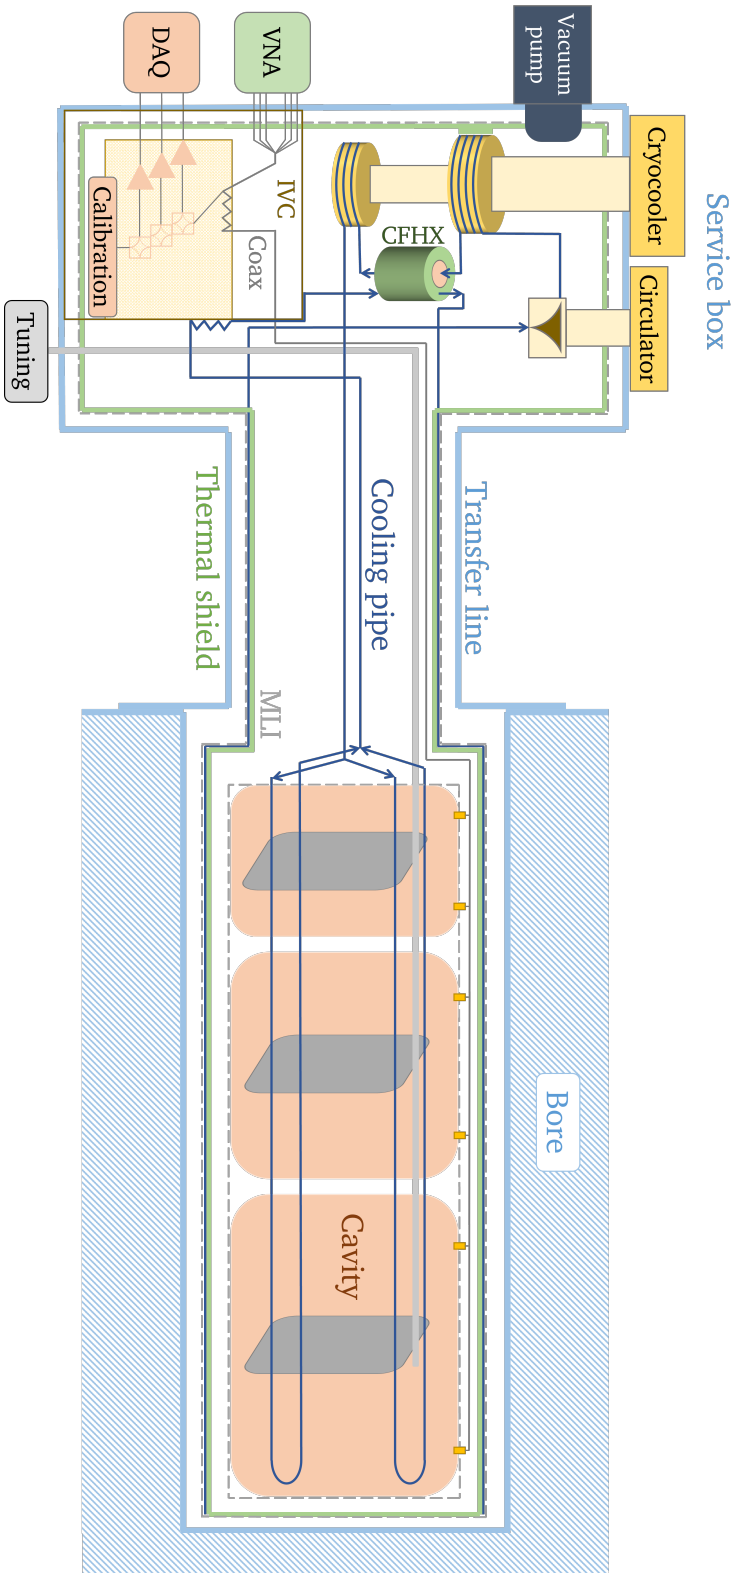 Service box
Cryocooler
Circulator
Vacuum
pump
VNA
DAQ
CFHX
IVC
Coax
Calibration
Tuning
Transfer line
Cooling pipe
Thermal shield
MLI
Bore
Cavity